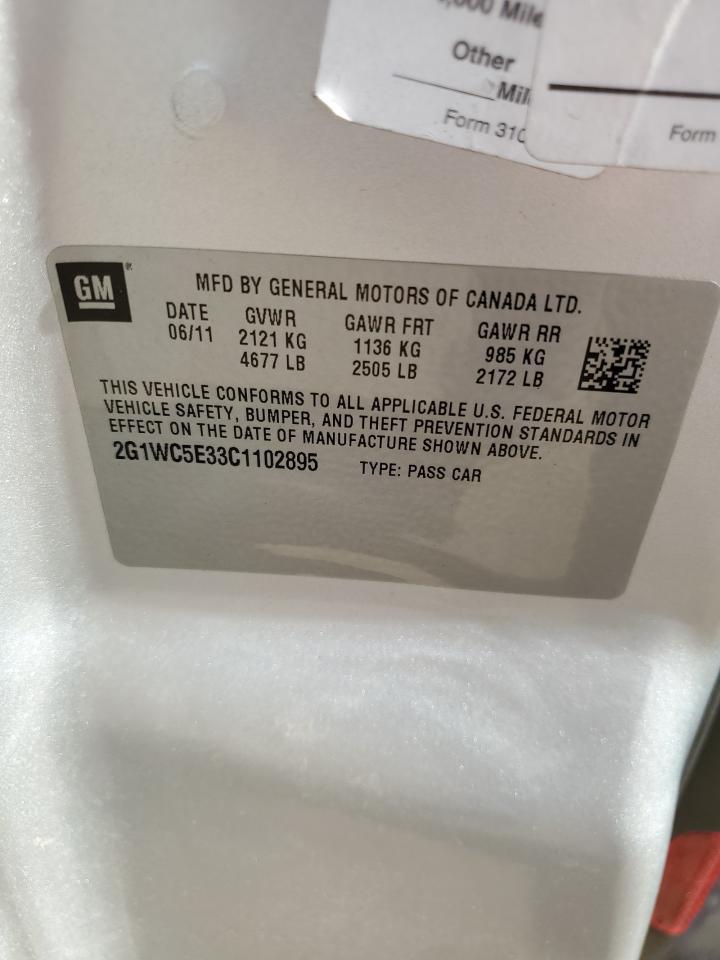 ,000 Mile
Other
Mil
Form 310
Form
GM
MFD BY GENERAL MOTORS OF CANADA LTD.
DATE GVWR GAWR FRT GAWR RR
06/11 2121 KG 1136 KG 985 KG
4677 LB 2505 LB 2172 LB
THIS VEHICLE CONFORMS TO ALL APPLICABLE U.S. FEDERAL MOTOR
VEHICLE SAFETY, BUMPER, AND THEFT PREVENTION STANDARDS IN
EFFECT ON THE DATE OF MANUFACTURE SHOWN ABOVE.
2G1WC5E33C1102895 TYPE: PASS CAR